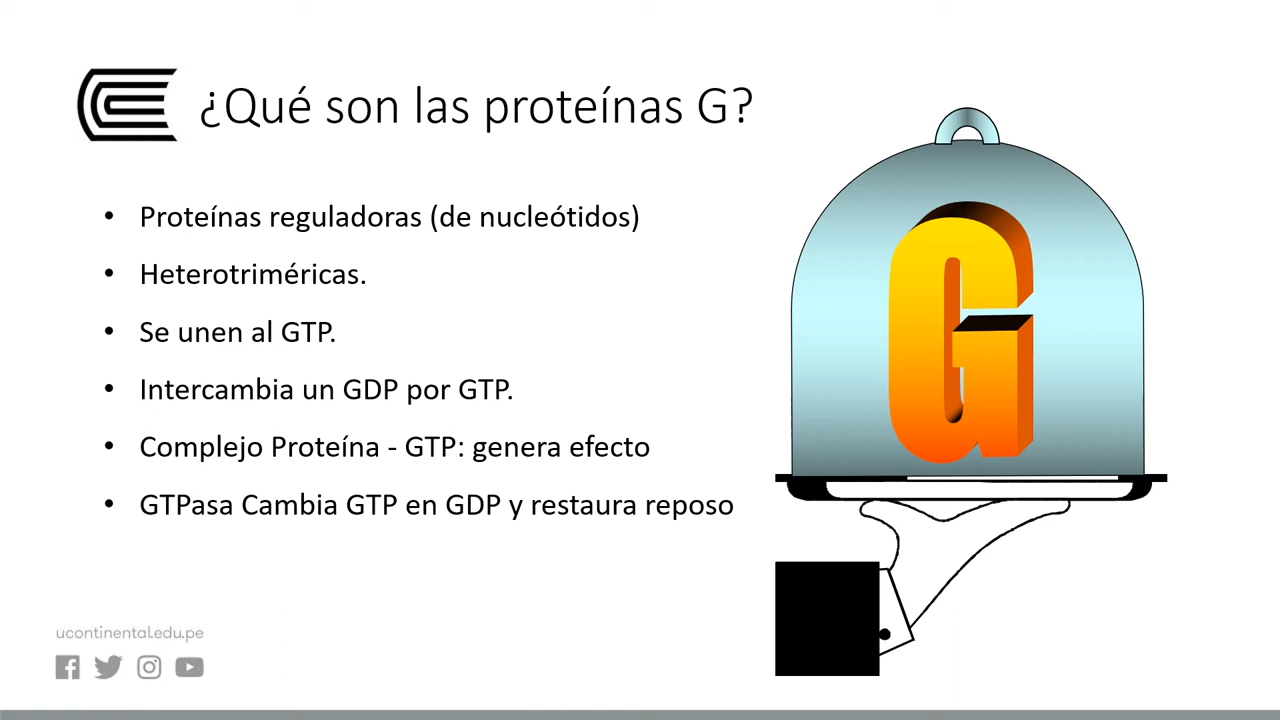 ¿Qué son las proteínas G?
• Proteínas reguladoras (de nucleótidos)
• Heterotriméricas.
• Se unen al GTP.
• Intercambia un GDP por GTP.
• Complejo Proteína - GTP: genera efecto
• GTPasa Cambia GTP en GDP y restaura reposo
G
ucontinental.edu.pe